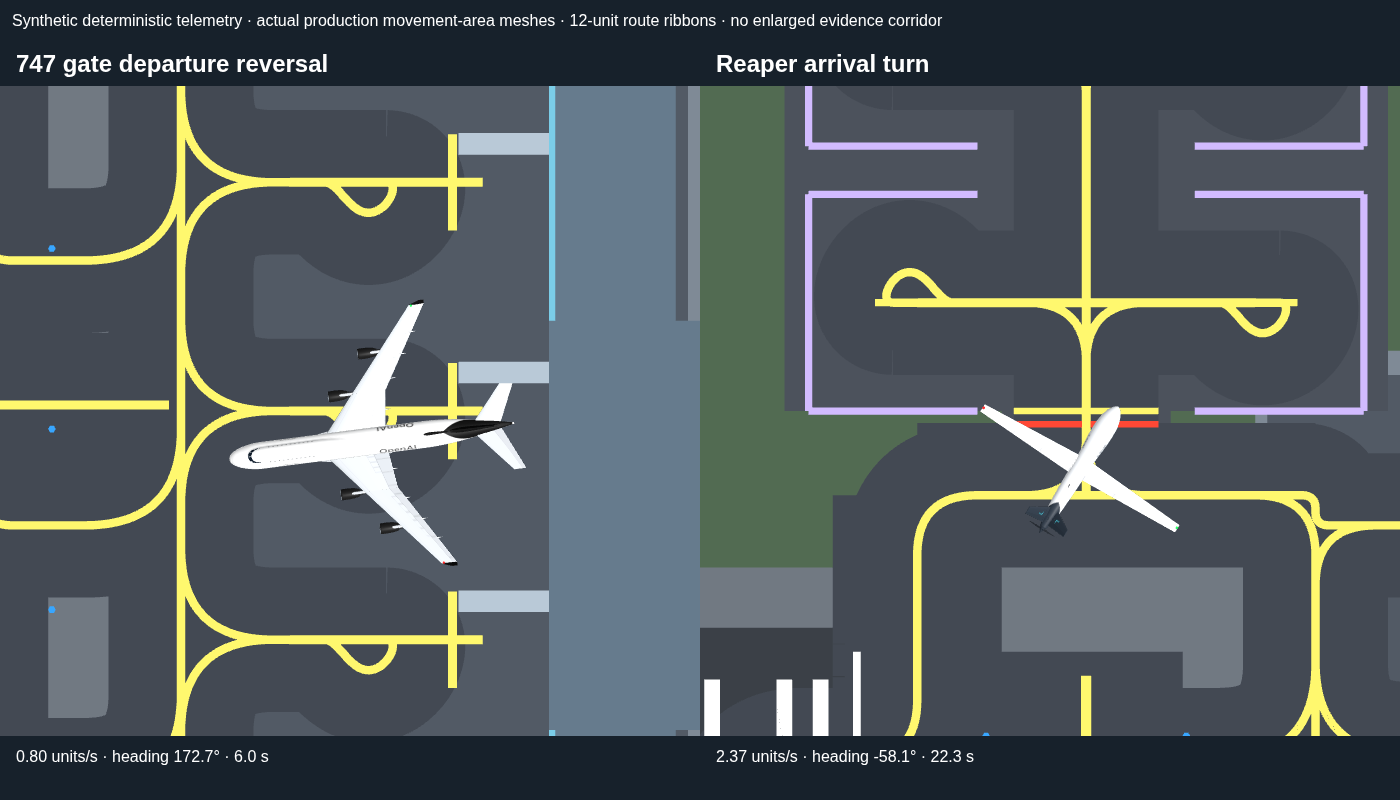 Synthetic deterministic telemetry · actual production movement-area meshes · 12-unit route ribbons · no enlarged evidence corridor
747 gate departure reversal
Reaper arrival turn
OpenAI
OpenAI
0.80 units/s · heading 172.7° · 6.0 s
2.37 units/s · heading -58.1° · 22.3 s